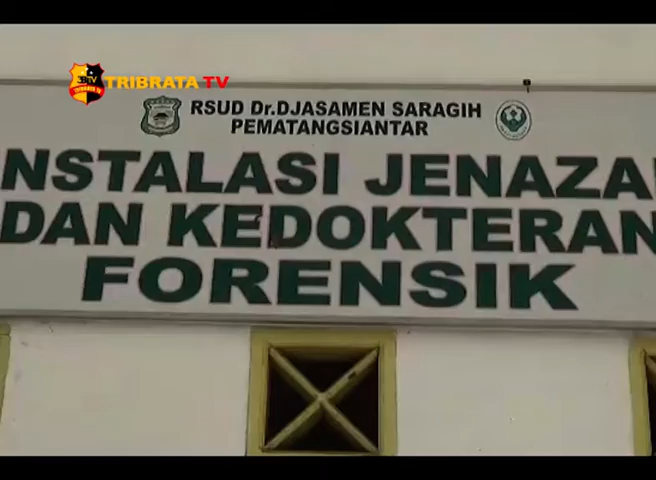 TRIBRATA TV
RSUD Dr.DJASAMEN SARAGIH
PEMATANGSIANTAR
NSTALASI JENAZA
DAN KEDOKTERAN
FORENSIK